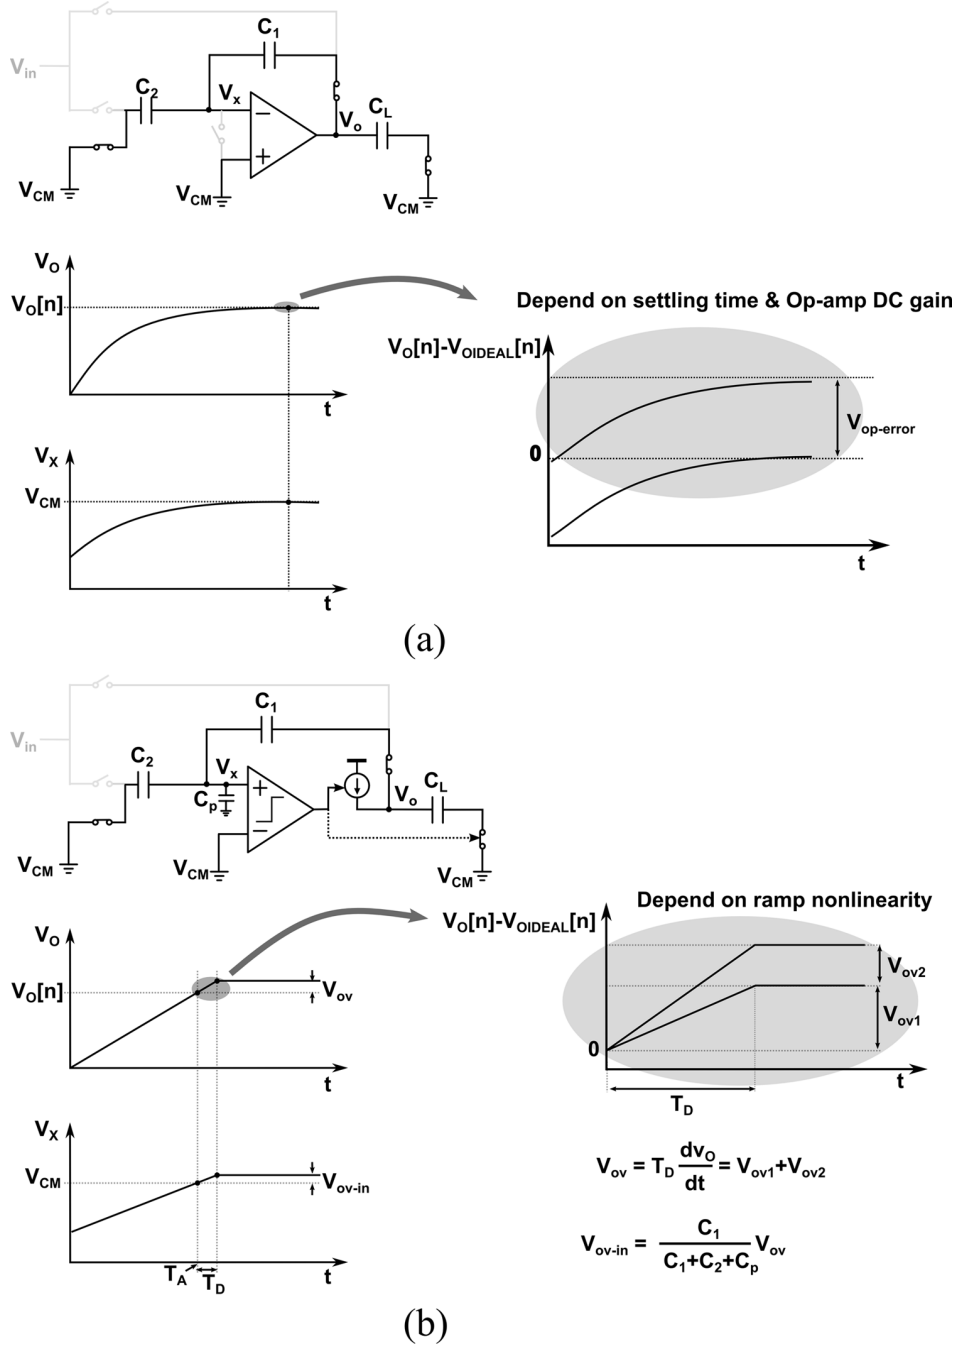 C1
Vin
C2
Vx
−
CL
Vo
+
VCM
VCM
VCM
VO
VO[n]
t
Depend on settling time & Op-amp DC gain
VO[n]-VOIDEAL[n]
Vop-error
0
t
VX
VCM
t
(a)
C1
Vin
C2
Vx
CP
+
−
Vo
CL
VCM
VCM
VCM
Depend on ramp nonlinearity
VO[n]-VOIDEAL[n]
VO
VO[n]
Vov
t
Vov2
Vov1
0
t
TD
VX
VCM
Vov-in
TA
TD
t
Vov = TD dvO/dt = Vov1+Vov2
Vov-in = C1/C1+C2+Cp Vov
(b)